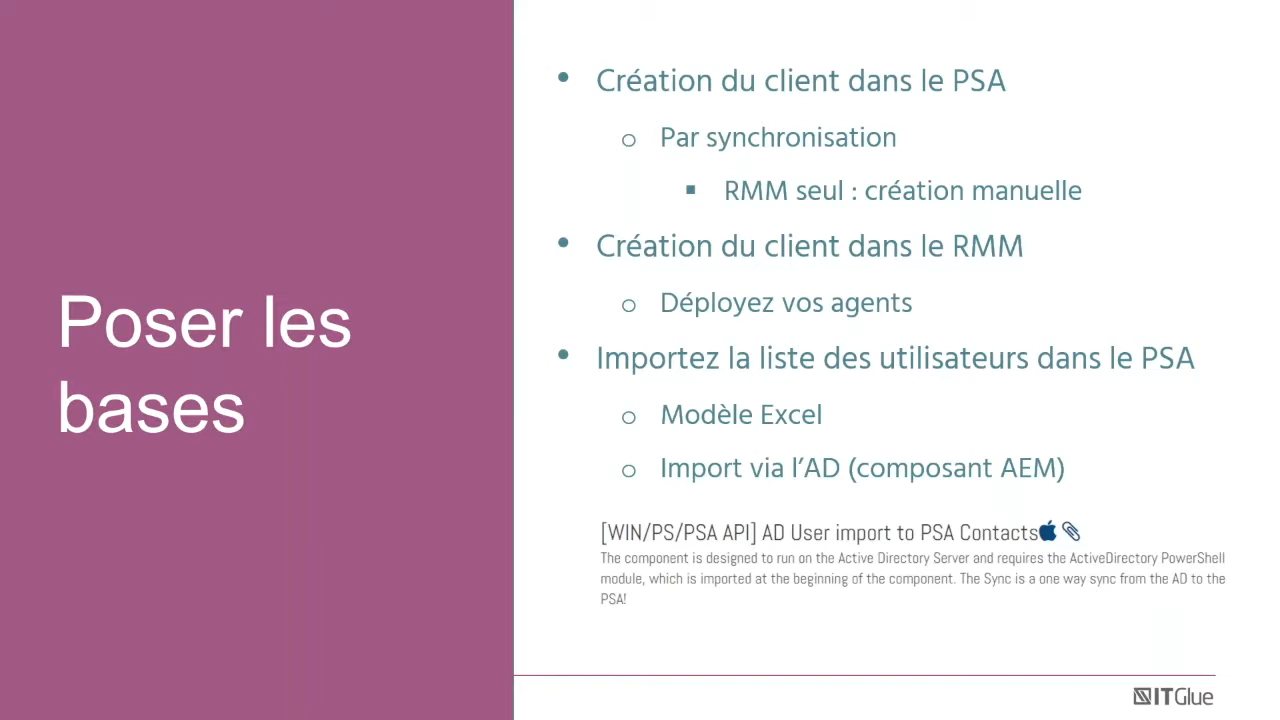 Poser les
bases
• Création du client dans le PSA
o Par synchronisation
▪ RMM seul : création manuelle
• Création du client dans le RMM
o Déployez vos agents
• Importez la liste des utilisateurs dans le PSA
o Modèle Excel
o Import via l’AD (composant AEM)
[WIN/PS/PSA API] AD User import to PSA Contacts
The component is designed to run on the Active Directory Server and requires the ActiveDirectory PowerShell
module, which is imported at the beginning of the component. The Sync is a one way sync from the AD to the
PSA!
ITGlue